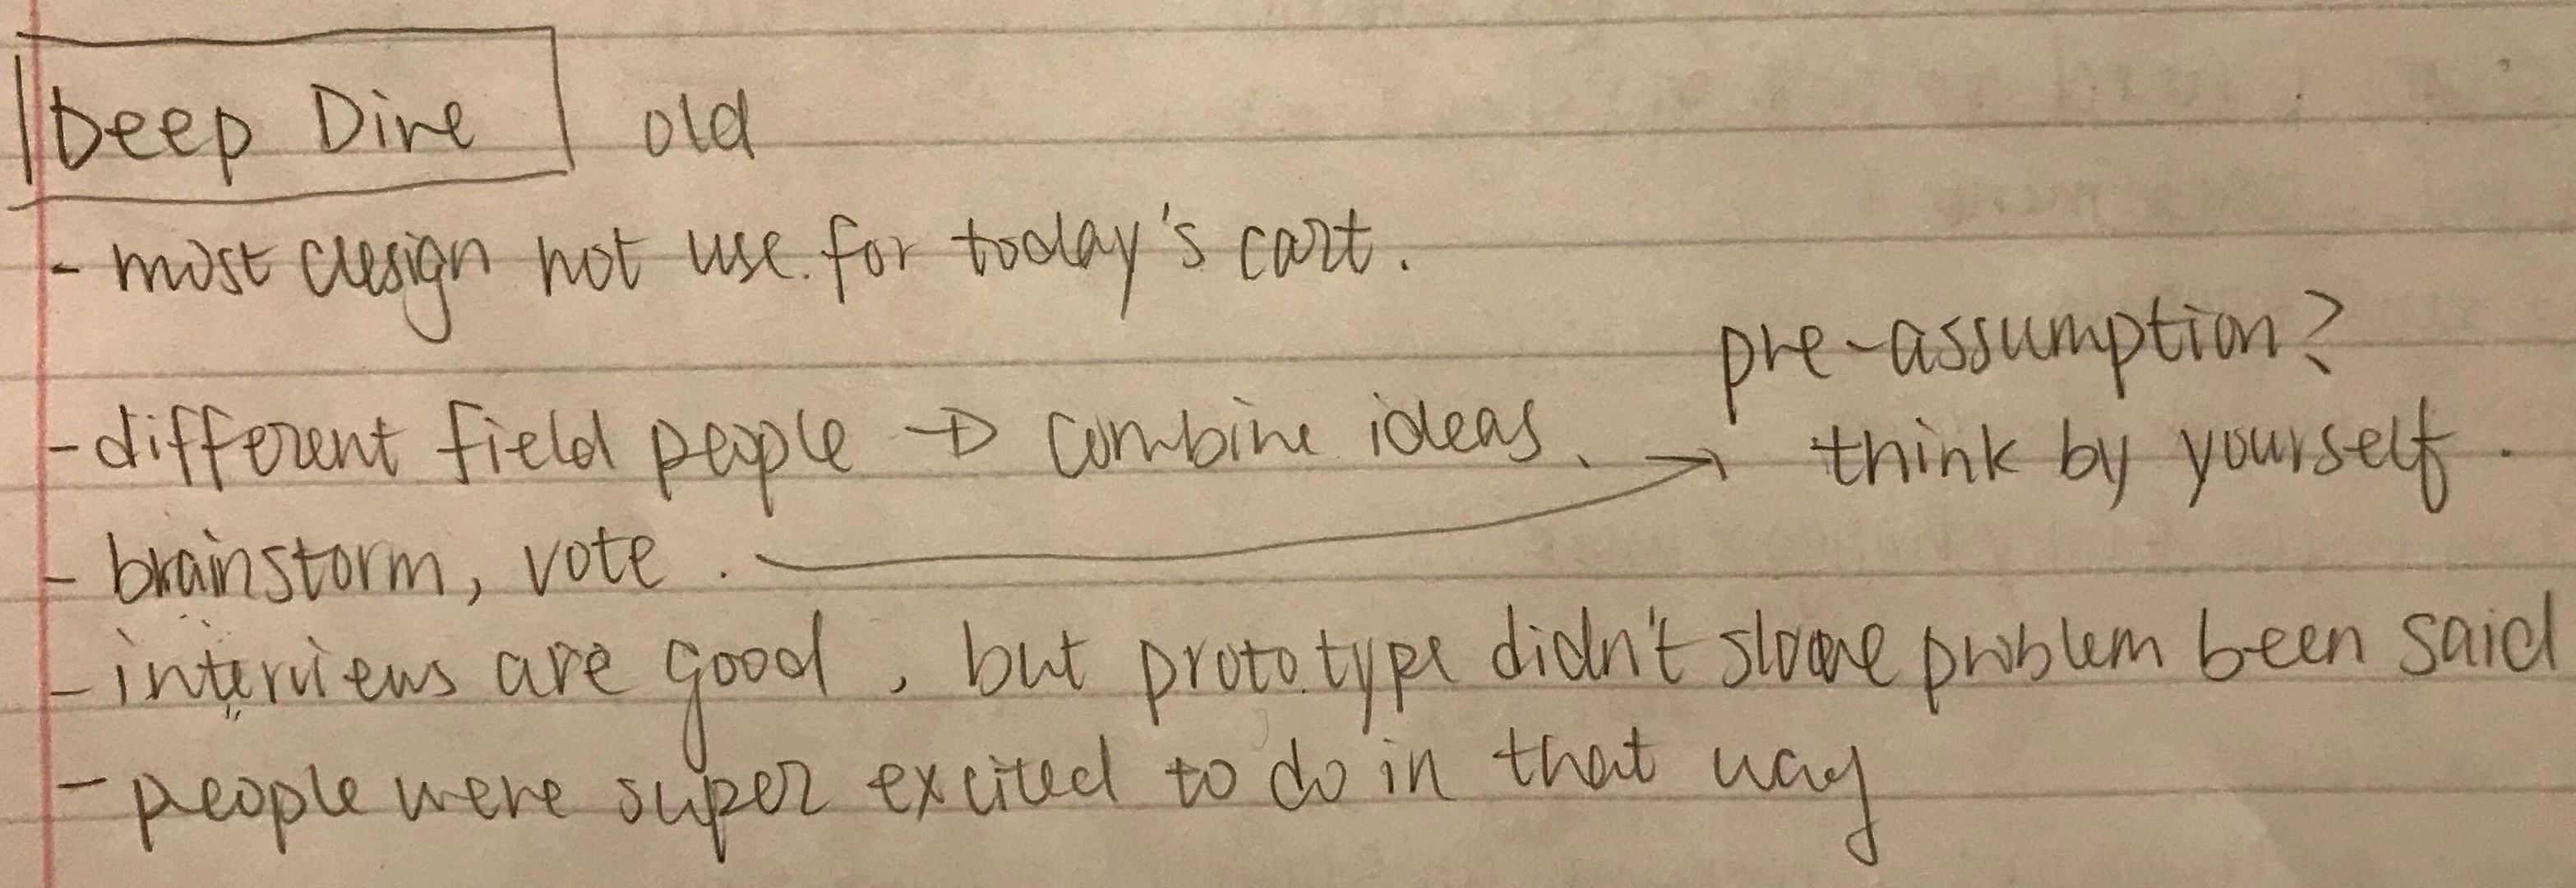 Deep Dive old
- most design not use for today's cart.
pre-assumption?
- different field people → combine ideas. → think by yourself.
- brainstorm, vote.
- interviews are good, but prototype didn't slove problem been said
- people were super excited to do in that way